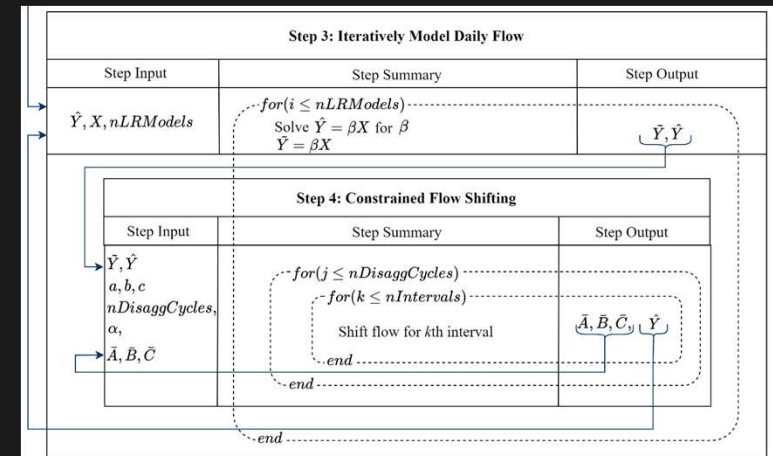 Step 3: Iteratively Model Daily Flow
Step Input
Step Summary
Step Output
Ŷ, X, nLRModels
for(i ≤ nLRModels)
Solve Ŷ = βX for β
Ỹ = βX
Ỹ, Ŷ
Step 4: Constrained Flow Shifting
Step Input
Step Summary
Step Output
Ỹ, Ŷ
a, b, c
nDisaggCycles,
α,
Ā, B̄, C̄
for(j ≤ nDisaggCycles)
for(k ≤ nIntervals)
Shift flow for kth interval
end
end
Ā, B̄, C̄, Ŷ
end